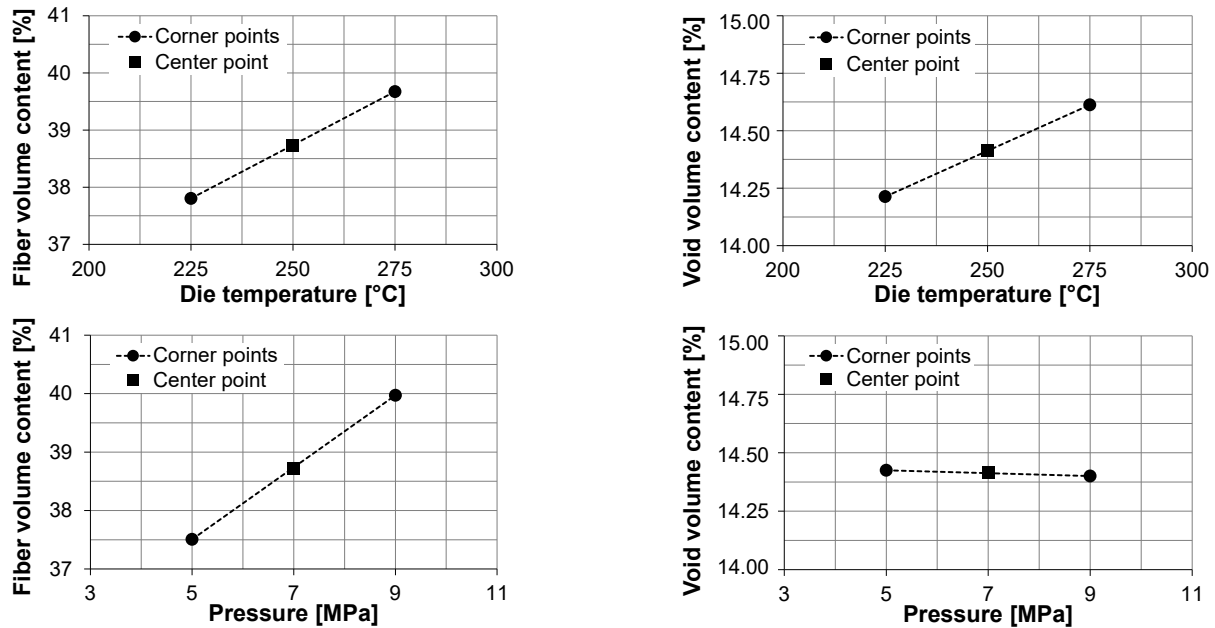 Fiber volume content [%]
41
40
39
38
37
Corner points
Center point
200 225 250 275 300
Die temperature [°C]
Void volume content [%]
15.00
14.75
14.50
14.25
14.00
Corner points
Center point
200 225 250 275 300
Die temperature [°C]
Fiber volume content [%]
41
40
39
38
37
Corner points
Center point
3 5 7 9 11
Pressure [MPa]
Void volume content [%]
15.00
14.75
14.50
14.25
14.00
Corner points
Center point
3 5 7 9 11
Pressure [MPa]